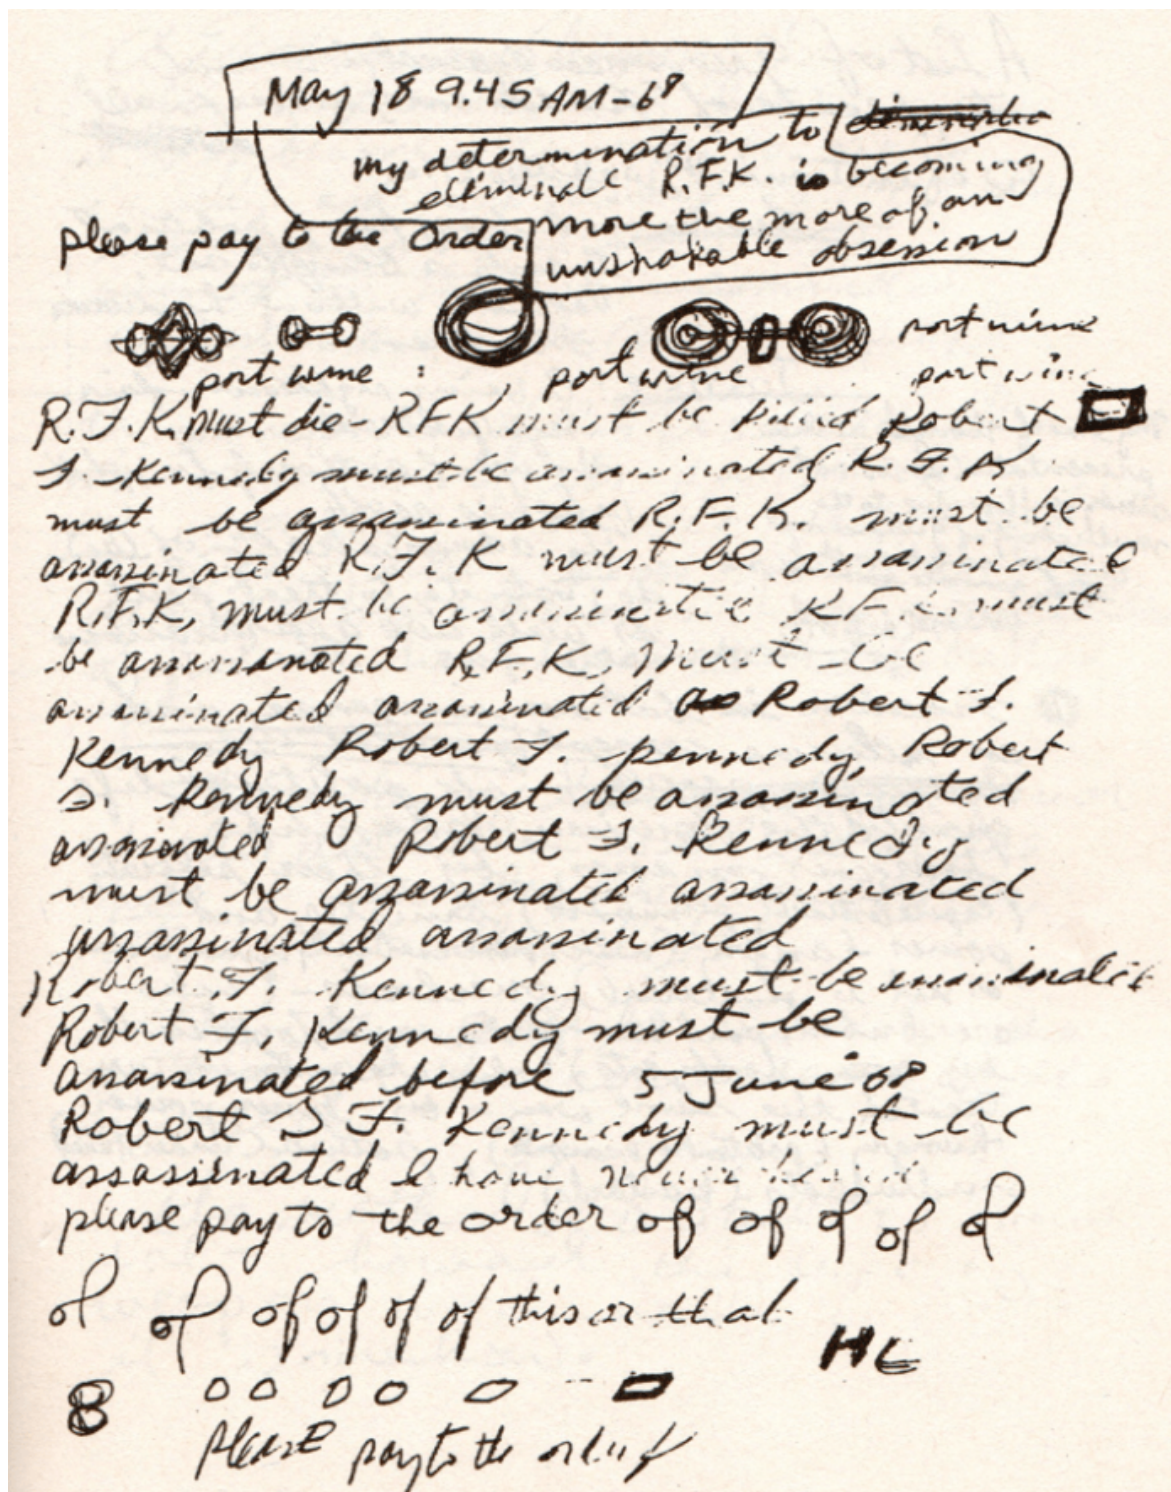 May 18 9.45 AM-68
my determination to
eliminate R.F.K. is becoming
please pay to the order
more the more of an
unshakable obsession
port wine
port wine : port wine port wine
R.F.K. must die - RFK must be killed Robert
F. Kennedy must be assassinated R. F. K
must be assassinated R.F.K. must be
assassinated R.F.K must be assassinated
R.F.K, must be assassinated R.F.K. must
be assassinated R.F.K. must be
assassinated assassinated Robert F.
Kennedy Robert F. pennedy, Robert
F. Kennedy must be assassinated
assassinated Robert F. Kennedy
must be assassinated assassinated
assassinated assassinated
Robert F. Kennedy must be assassinated
Robert F. Kennedy must be
assassinated before 5 June 68
Robert F. Kennedy must be
assassinated I have never heard
please pay to the order of of of of of
of of of of of of this or that
8
please pay to the order of